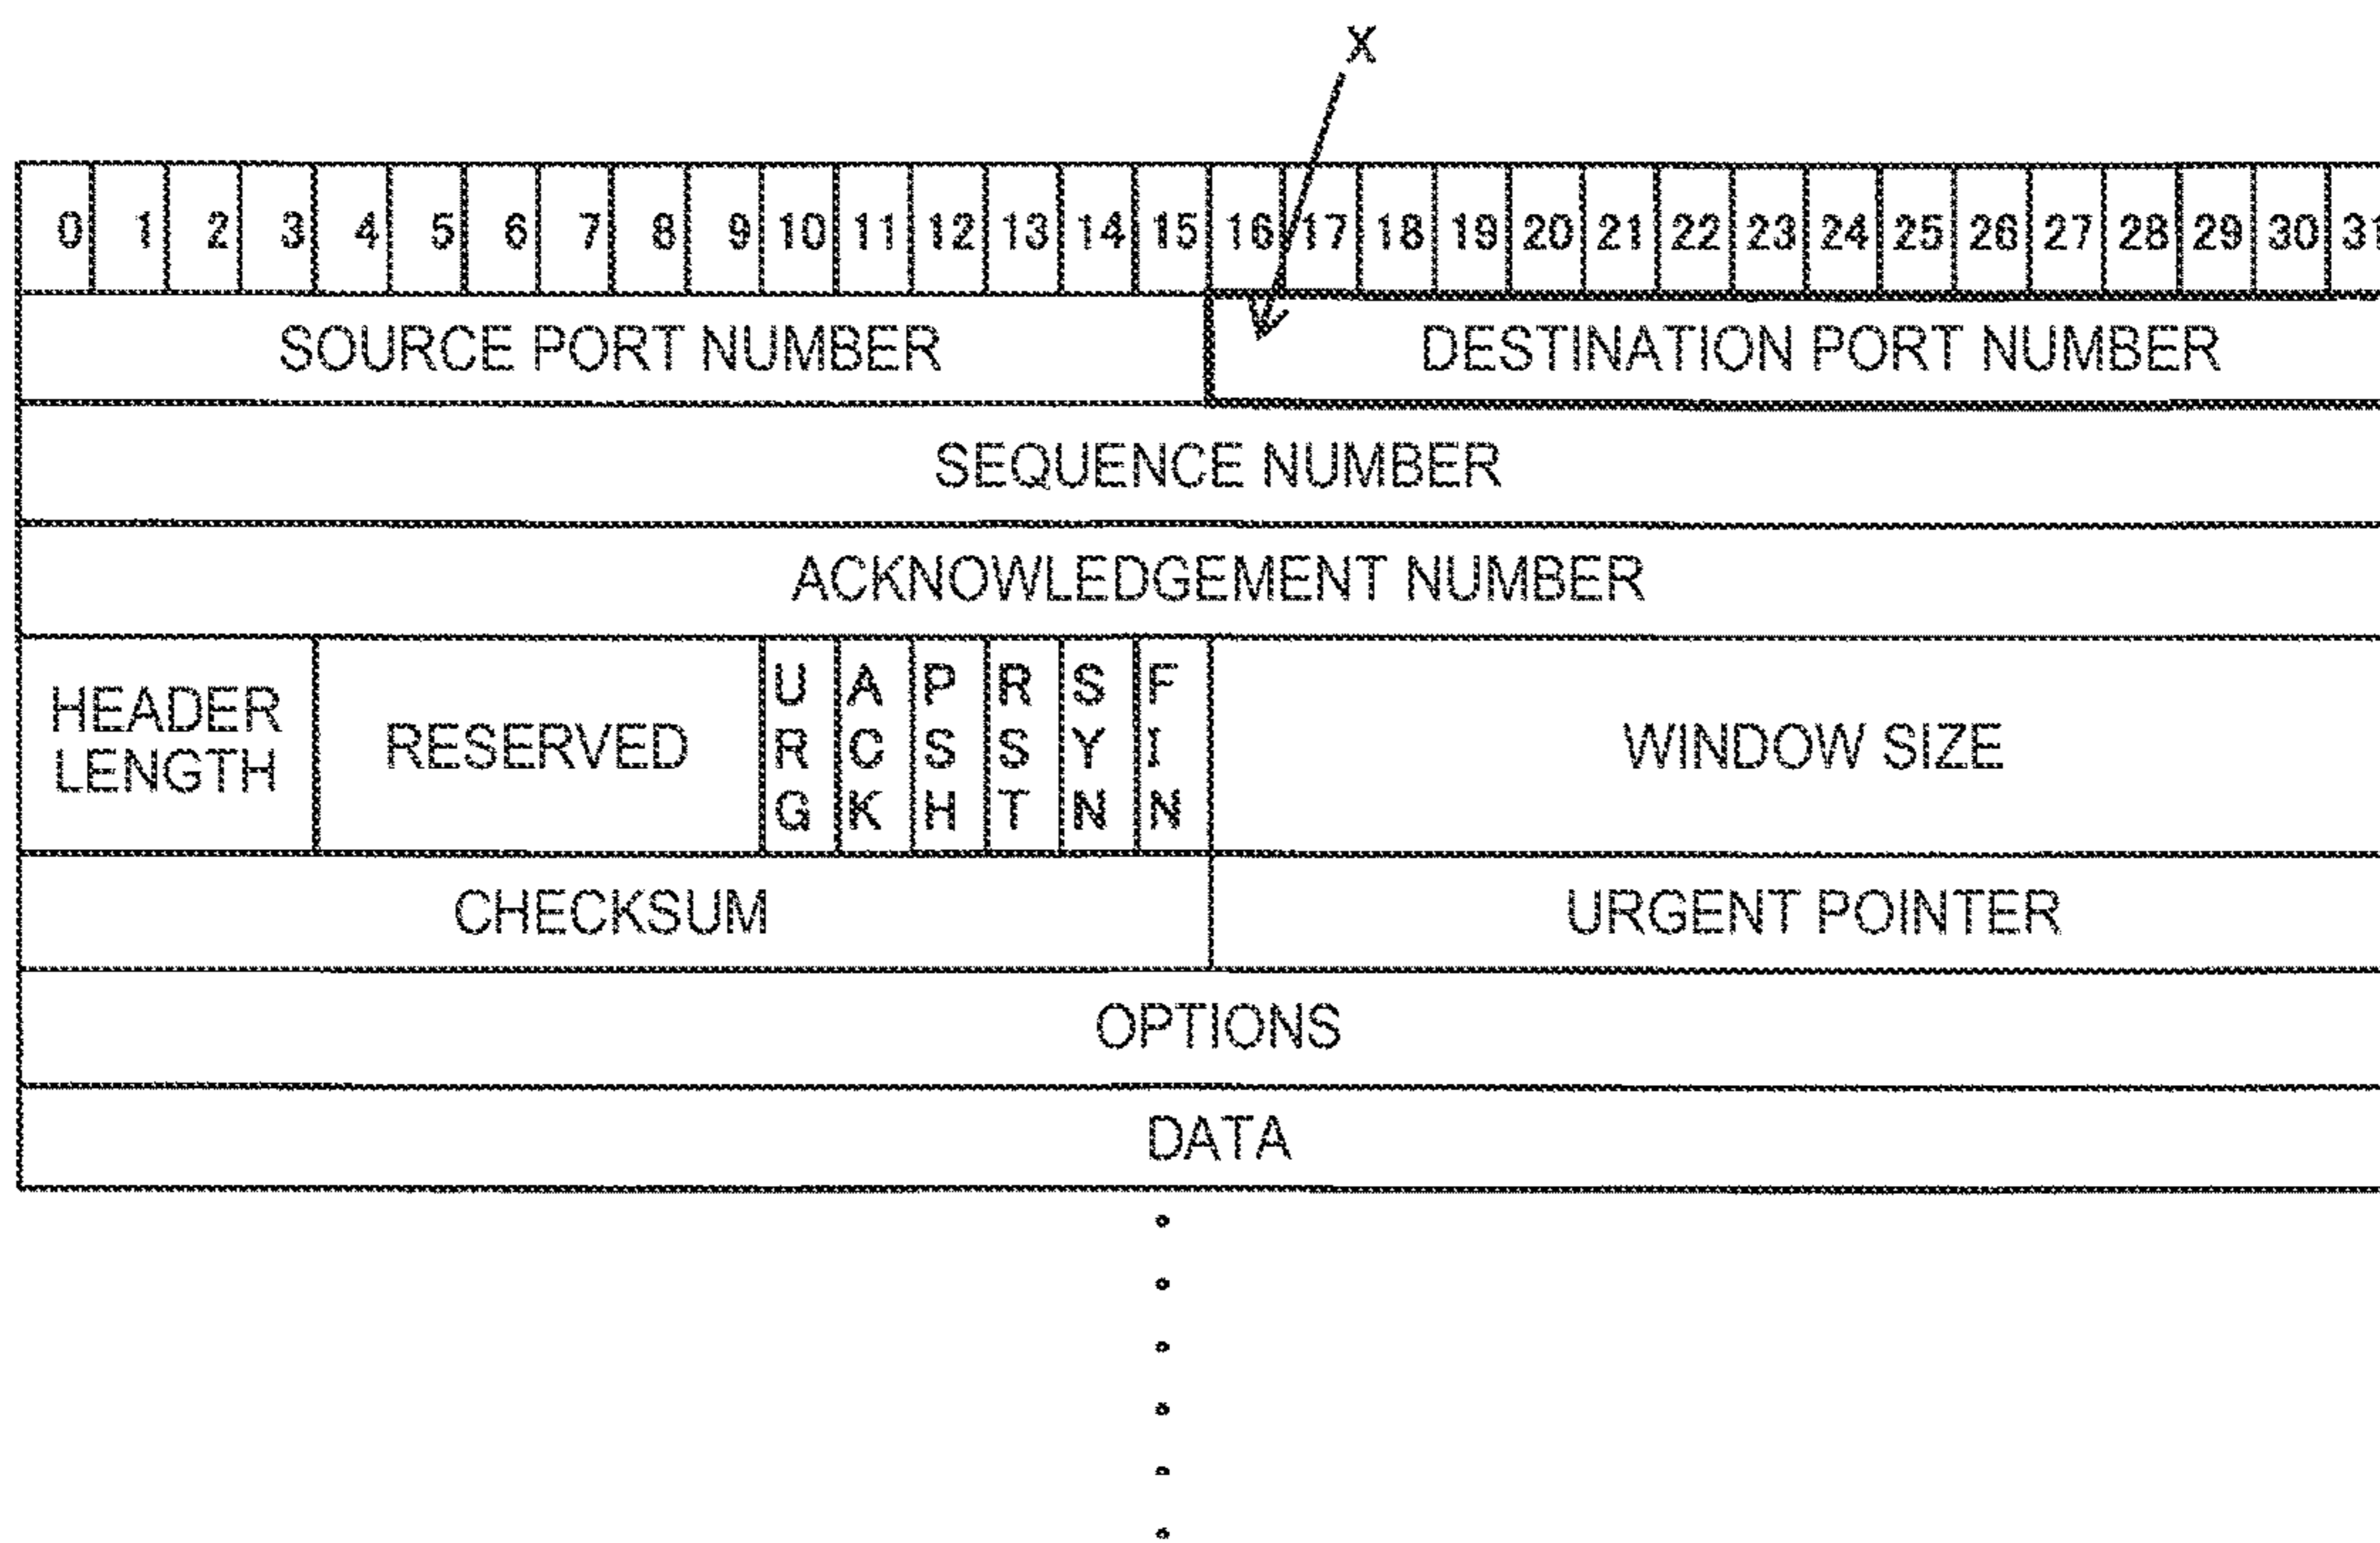 X
0 1 2 3 4 5 6 7 8 9 10 11 12 13 14 15 16 17 18 19 20 21 22 23 24 25 26 27 28 29 30 31
SOURCE PORT NUMBER DESTINATION PORT NUMBER
SEQUENCE NUMBER
ACKNOWLEDGEMENT NUMBER
HEADER LENGTH RESERVED URG ACK PSH RST SYN FIN WINDOW SIZE
CHECKSUM URGENT POINTER
OPTIONS
DATA